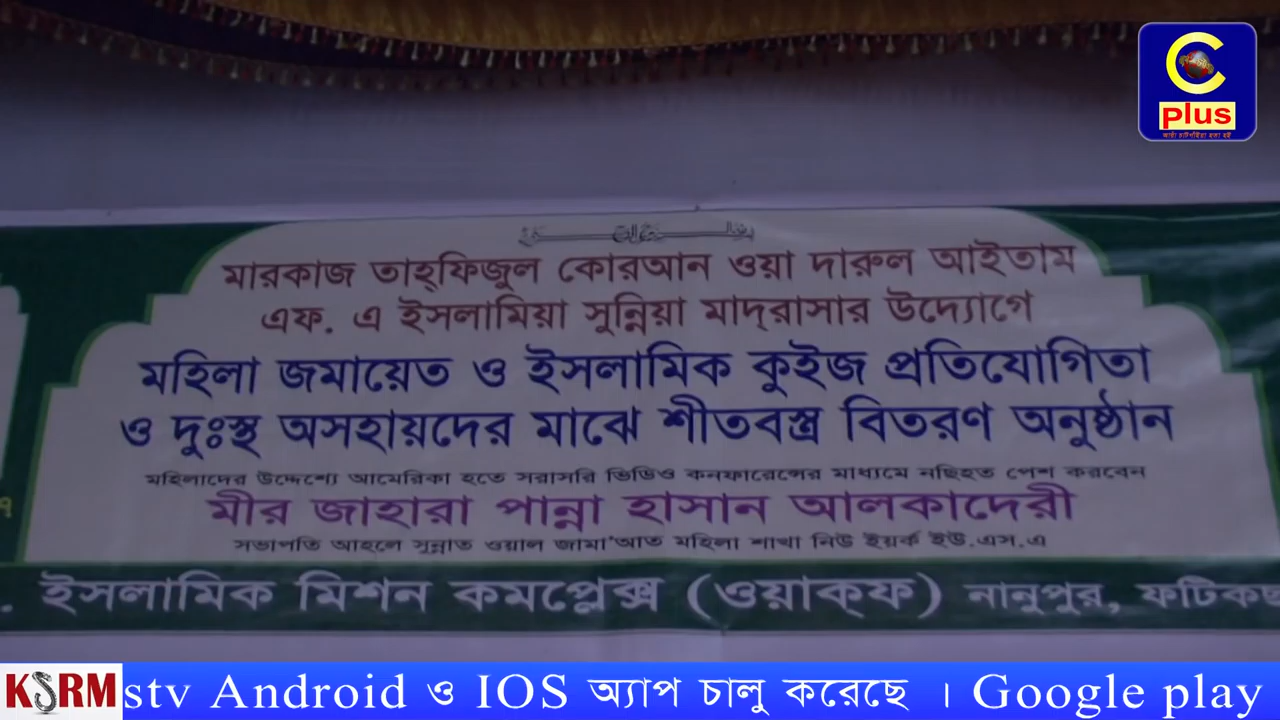 C
plus
মারকাজ তাহ্ফিজুল কোরআন ওয়া দারুল আইতাম
এফ. এ ইসলামিয়া সুন্নিয়া মাদ্রাসার উদ্যোগে
মহিলা জমায়েত ও ইসলামিক কুইজ প্রতিযোগিতা
ও দুঃস্থ অসহায়দের মাঝে শীতবস্ত্র বিতরণ অনুষ্ঠান
মহিলাদের উদ্দেশ্যে আমেরিকা হতে সরাসরি ভিডিও কনফারেন্সের মাধ্যমে নছিহত পেশ করবেন
মীর জাহারা পান্না হাসান আলকাদেরী
সভাপতি আহলে সুন্নাত ওয়াল জামা'আত মহিলা শাখা নিউ ইয়র্ক ইউ.এস.এ
. ইসলামিক মিশন কমপ্লেক্স (ওয়াক্ফ) নানুপুর, ফটিকছ
KSRM stv Android ও IOS অ্যাপ চালু করেছে । Google play